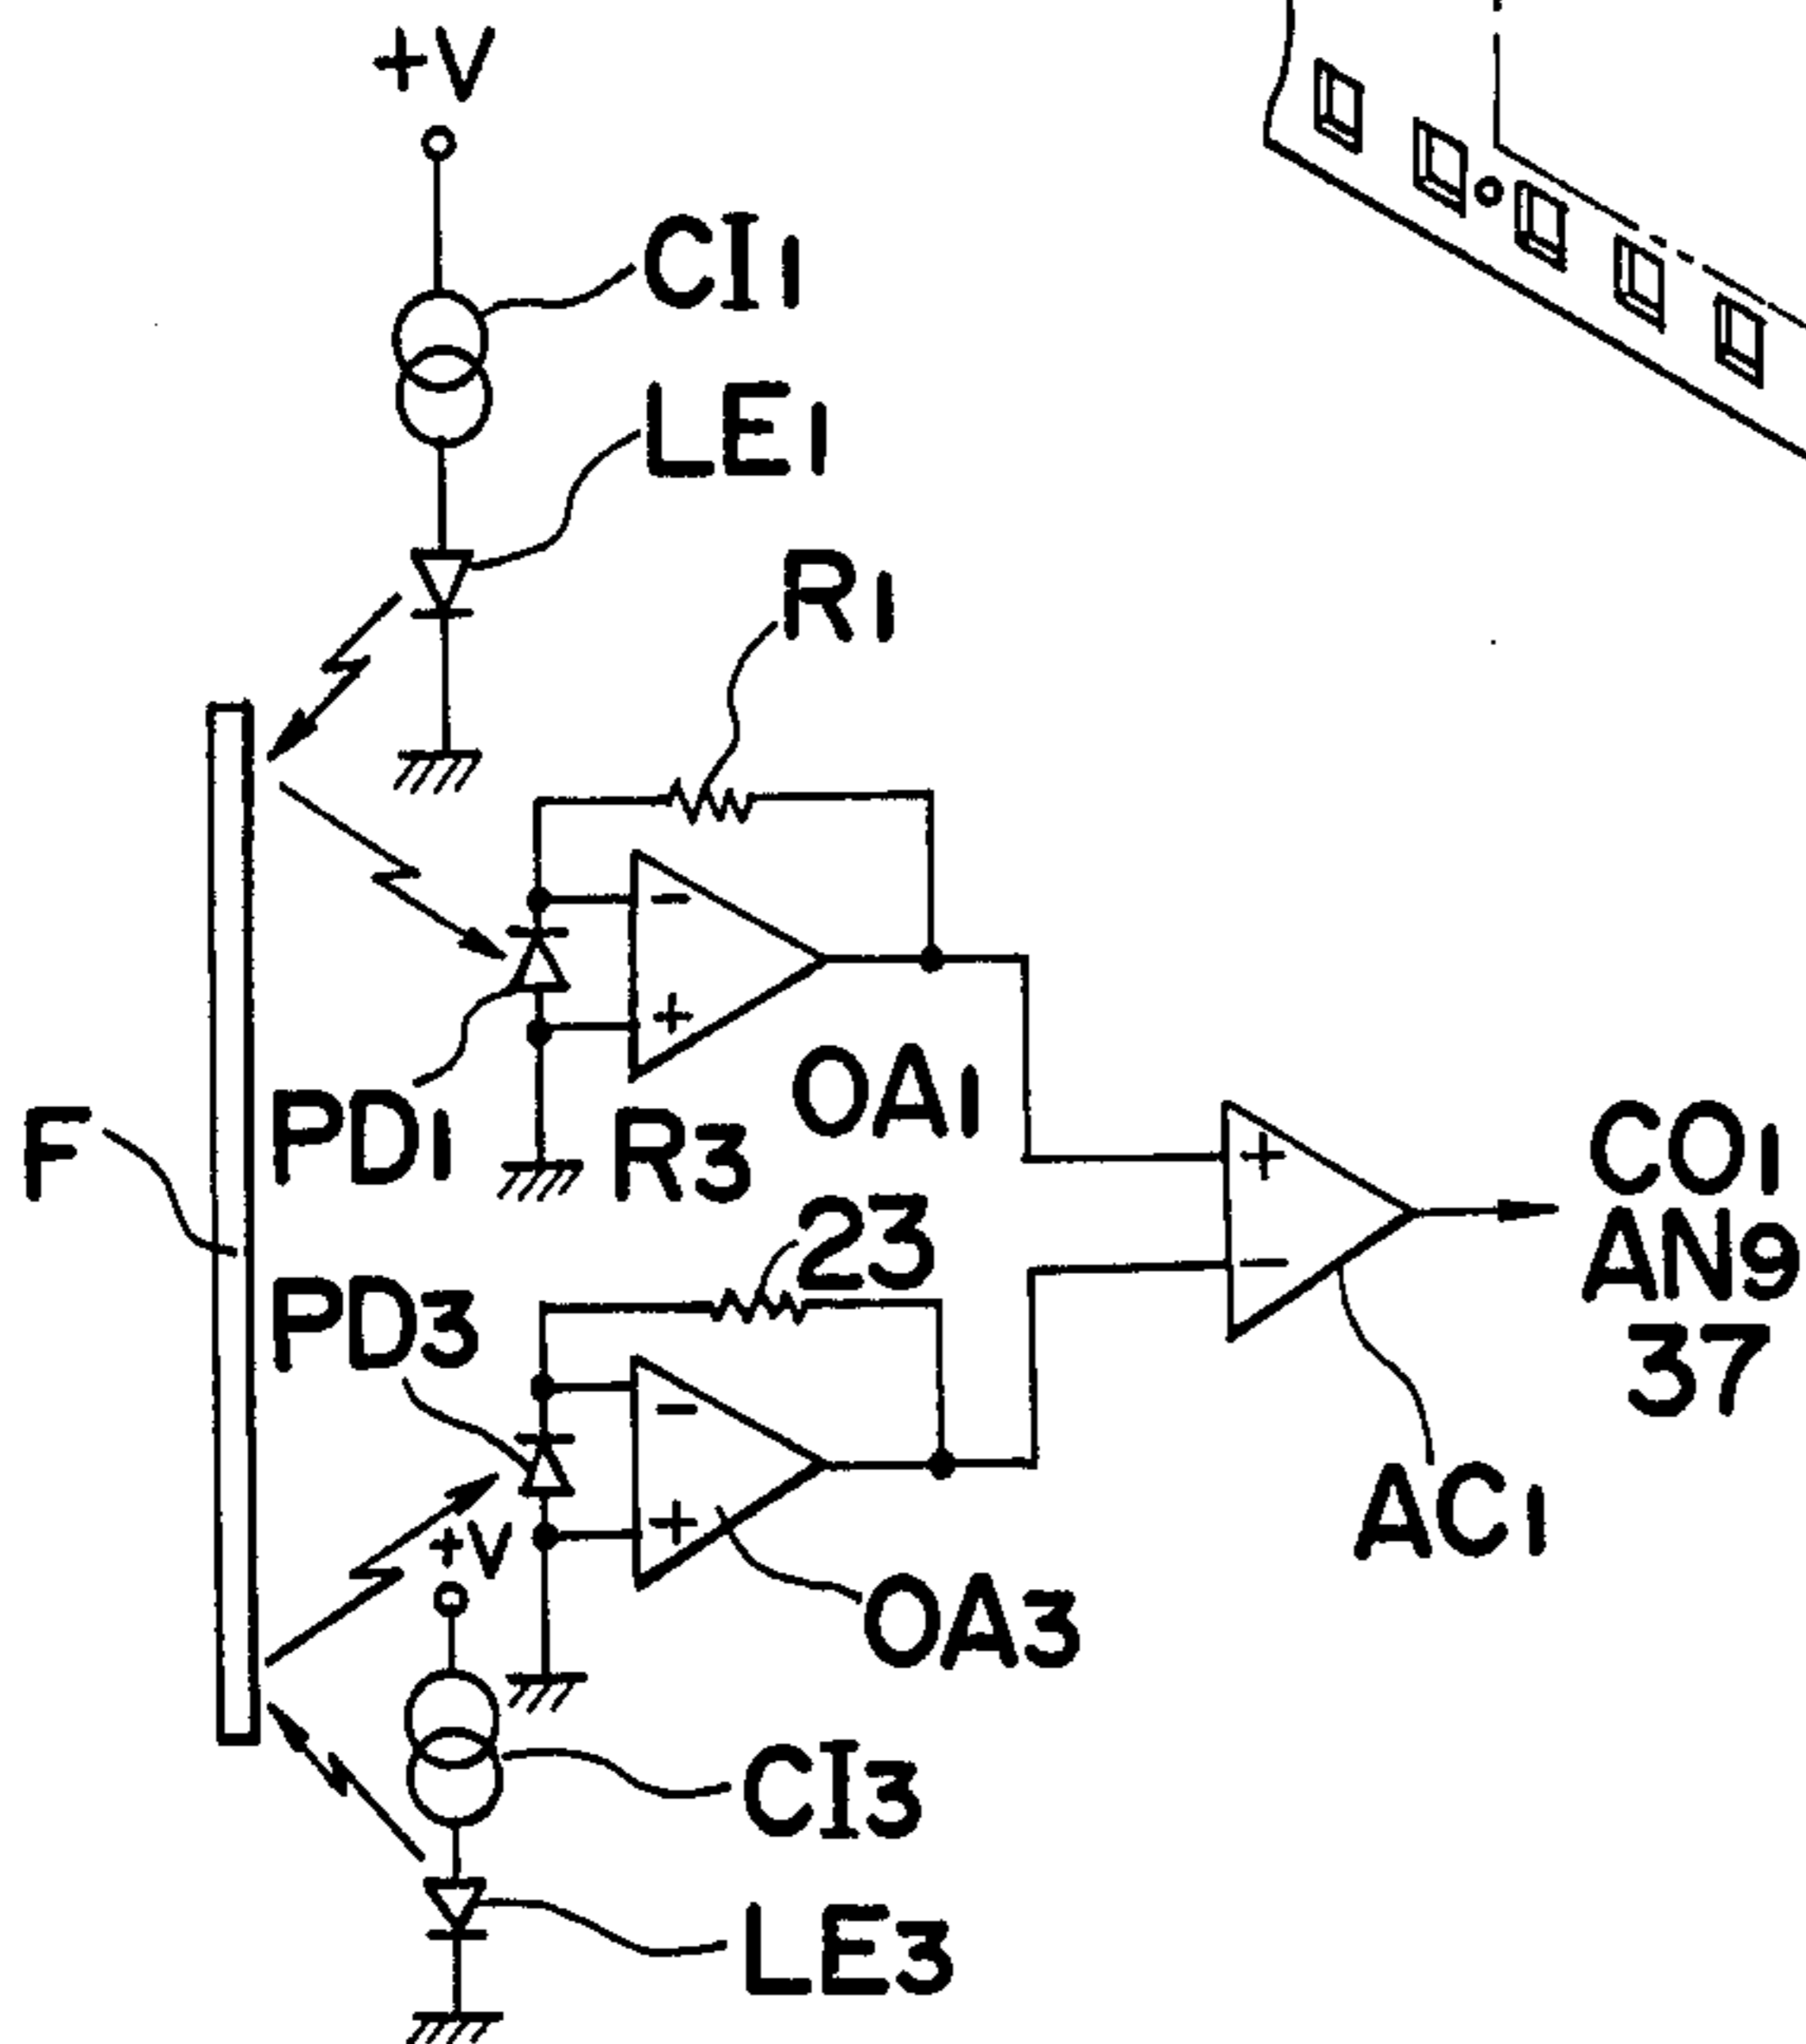 +V
CI1
LE1
R1
OA1
PD1
R3
F
23
CO1
AN9
37
PD3
AC1
+V
OA3
CI3
LE3
-
+
-
+
+
-